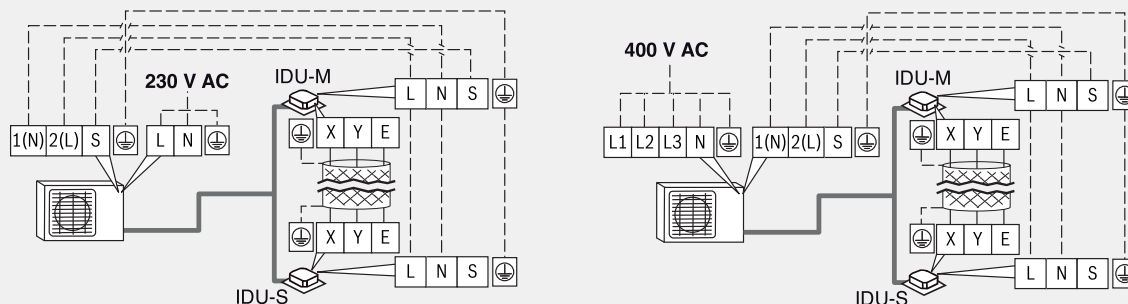 IDU-M
L N S
230 V AC
1(N) 2(L) S
L N
X Y E
X Y E
L N S
IDU-S
400 V AC
IDU-M
L N S
L1 L2 L3 N
1(N) 2(L) S
X Y E
X Y E
L N S
IDU-S